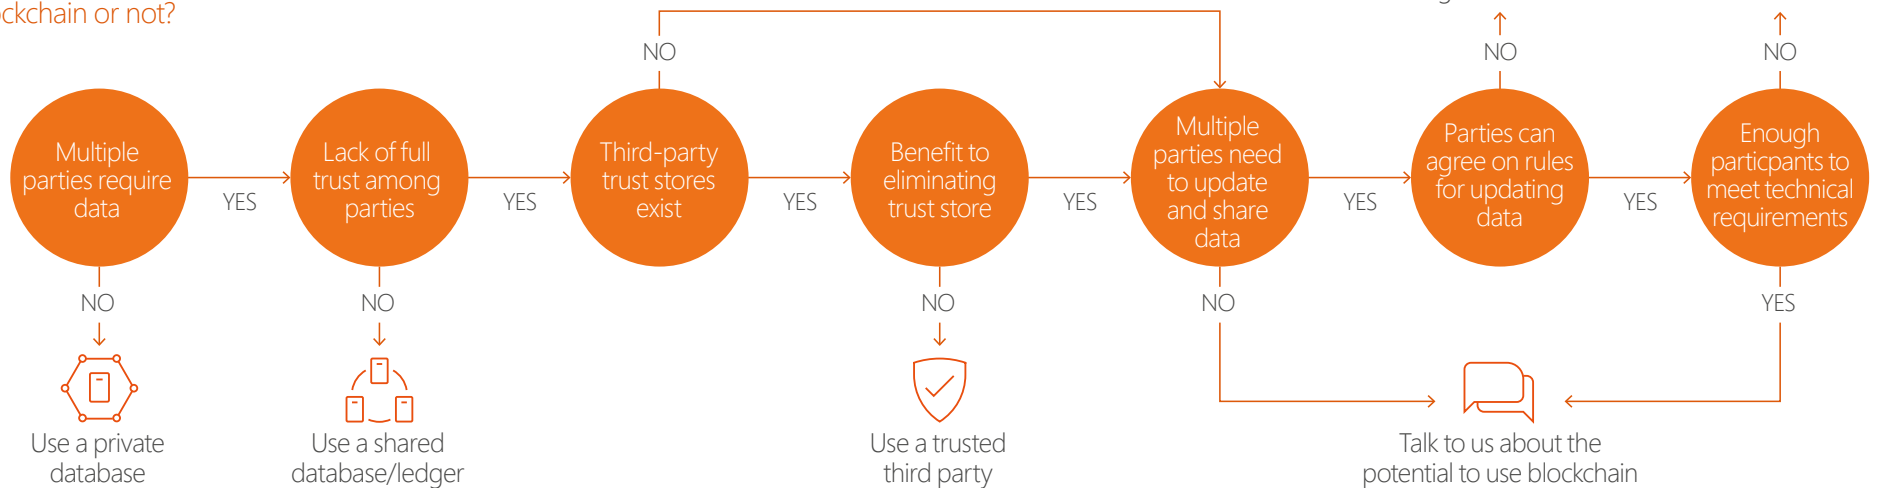 ckchain or not?
NO
NO
NO
Multiple
parties require
data
YES
Lack of full
trust among
parties
YES
Third-party
trust stores
exist
YES
Benefit to
eliminating
trust store
YES
Multiple
parties need
to update
and share
data
YES
Parties can
agree on rules
for updating
data
YES
Enough
particpants to
meet technical
requirements
NO
NO
NO
NO
YES
Use a private
database
Use a shared
database/ledger
Use a trusted
third party
Talk to us about the
potential to use blockchain